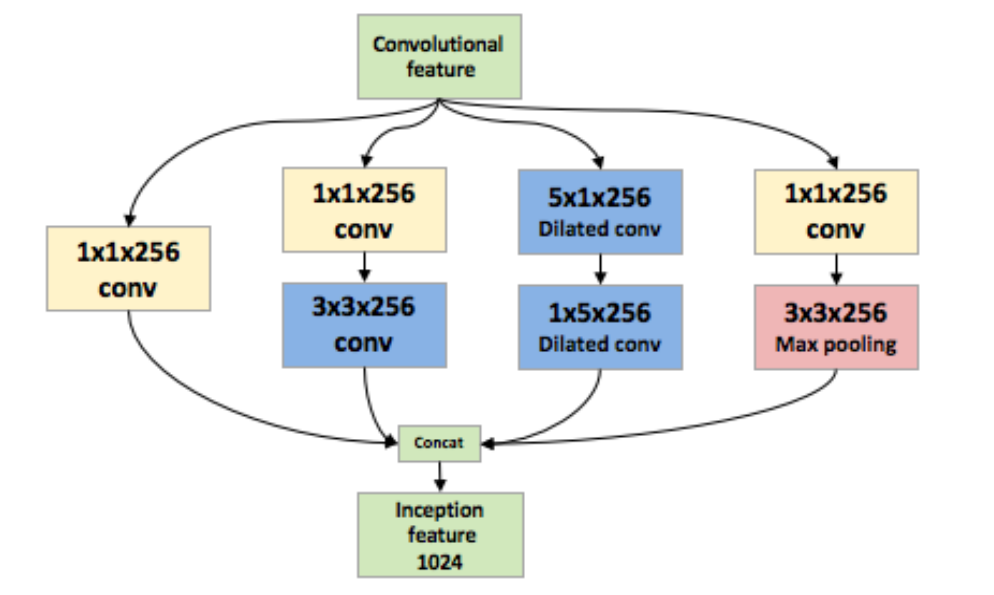 Convolutional
feature
1x1x256
conv
1x1x256
conv
3x3x256
conv
5x1x256
Dilated conv
1x5x256
Dilated conv
1x1x256
conv
3x3x256
Max pooling
Concat
Inception
feature
1024